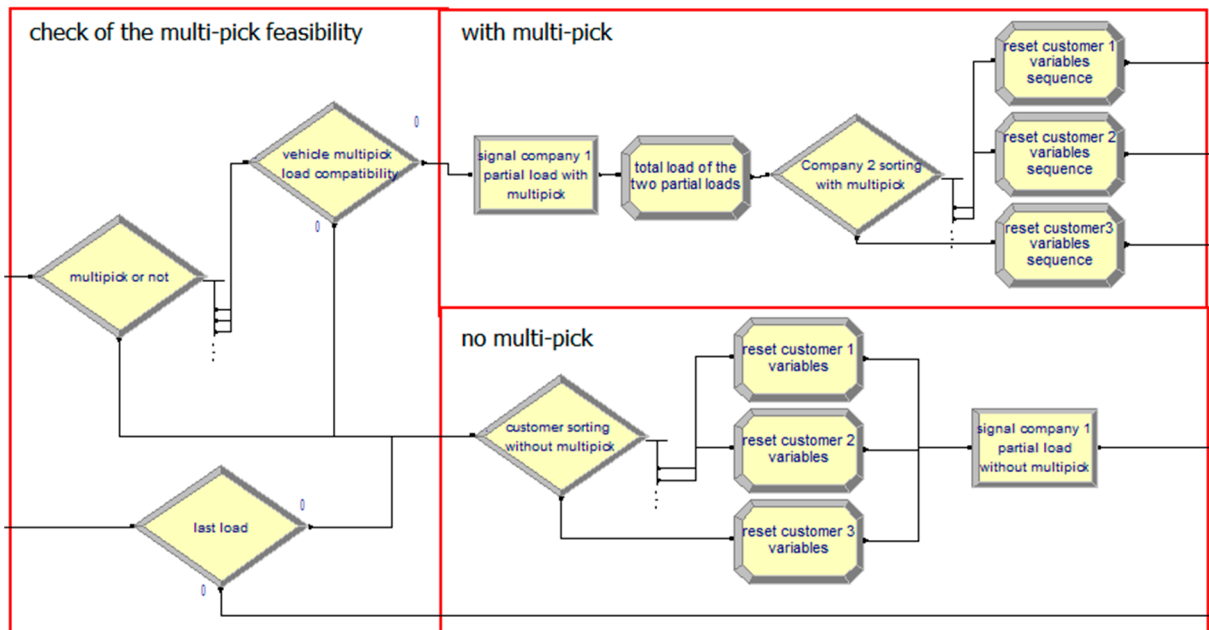 check of the multi-pick feasibility
0
vehicle multipick
load compatibility
0
multipick or not
last load
0
0
with multi-pick
signal company 1
partial load with
multipick
total load of the
two partial loads
Company 2 sorting
with multipick
reset customer 1
variables
sequence
reset customer 2
variables
sequence
reset customer3
variables
sequence
no multi-pick
customer sorting
without multipick
reset customer 1
variables
reset customer 2
variables
reset customer 3
variables
signal company 1
partial load
without multipick